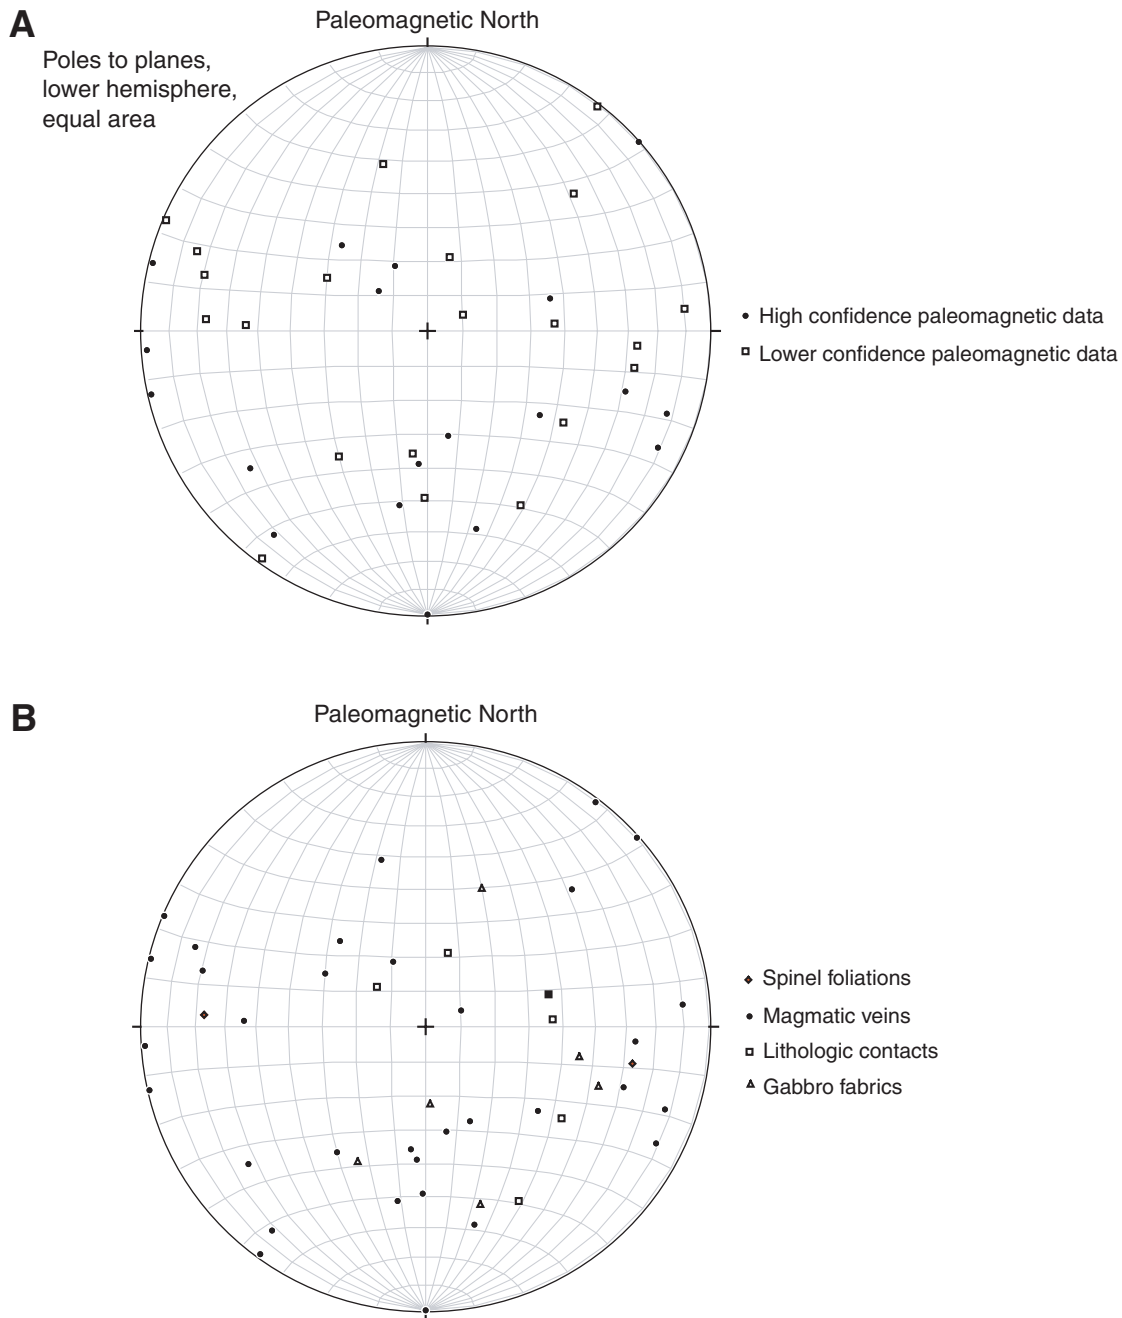 A
Paleomagnetic North
Poles to planes,
lower hemisphere,
equal area
High confidence paleomagnetic data
Lower confidence paleomagnetic data
B
Paleomagnetic North
Spinel foliations
Magmatic veins
Lithologic contacts
Gabbro fabrics